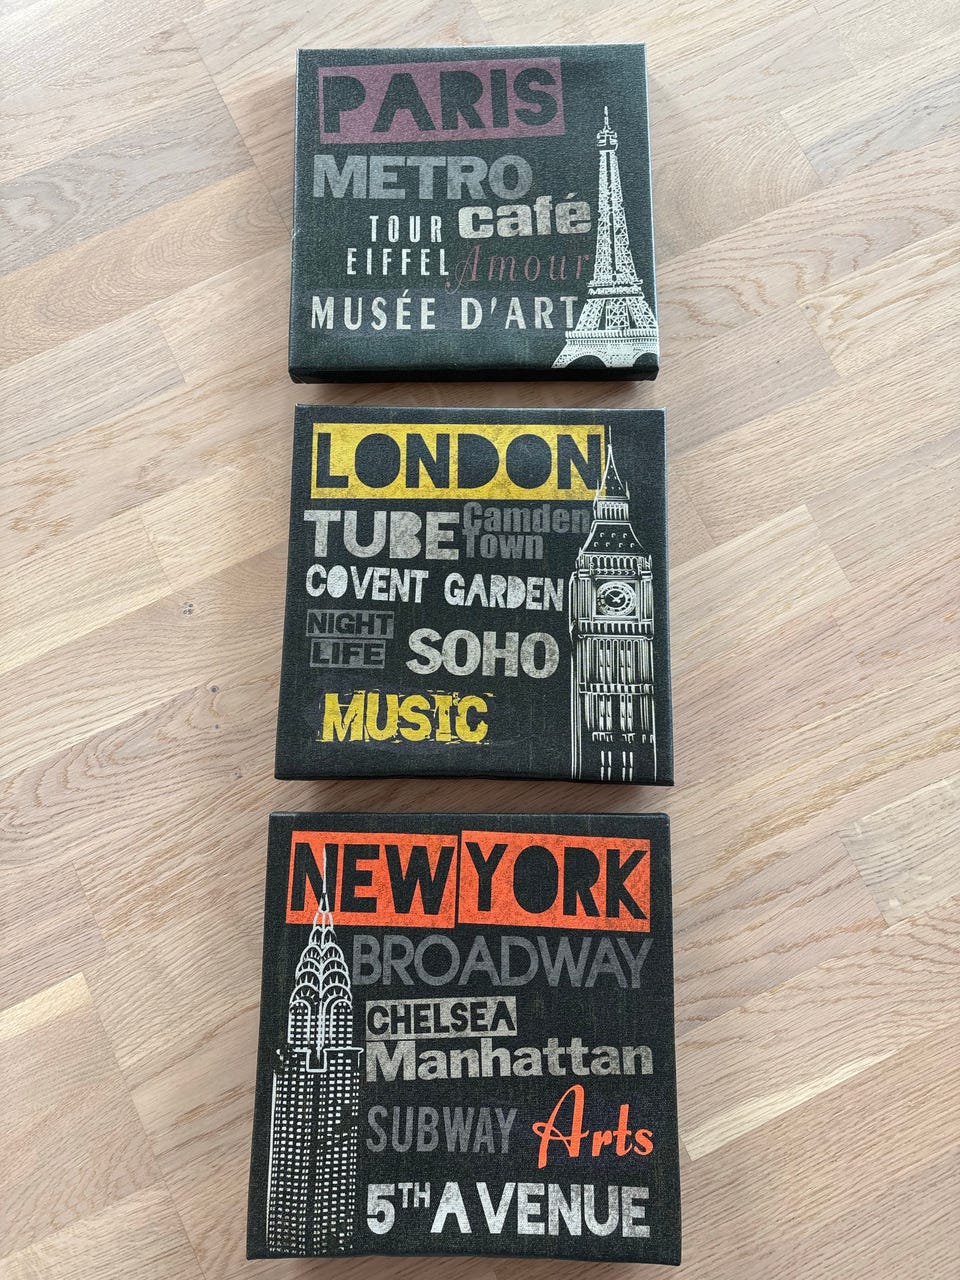 PARIS
METRO
café
TOUR
EIFFEL
Amour
MUSÉE D'ART
LONDON
TUBE
Camden
Town
COVENT GARDEN
NIGHT
LIFE
SOHO
MUSIC
NEW YORK
BROADWAY
CHELSEA
Manhattan
SUBWAY Arts
5TH AVENUE